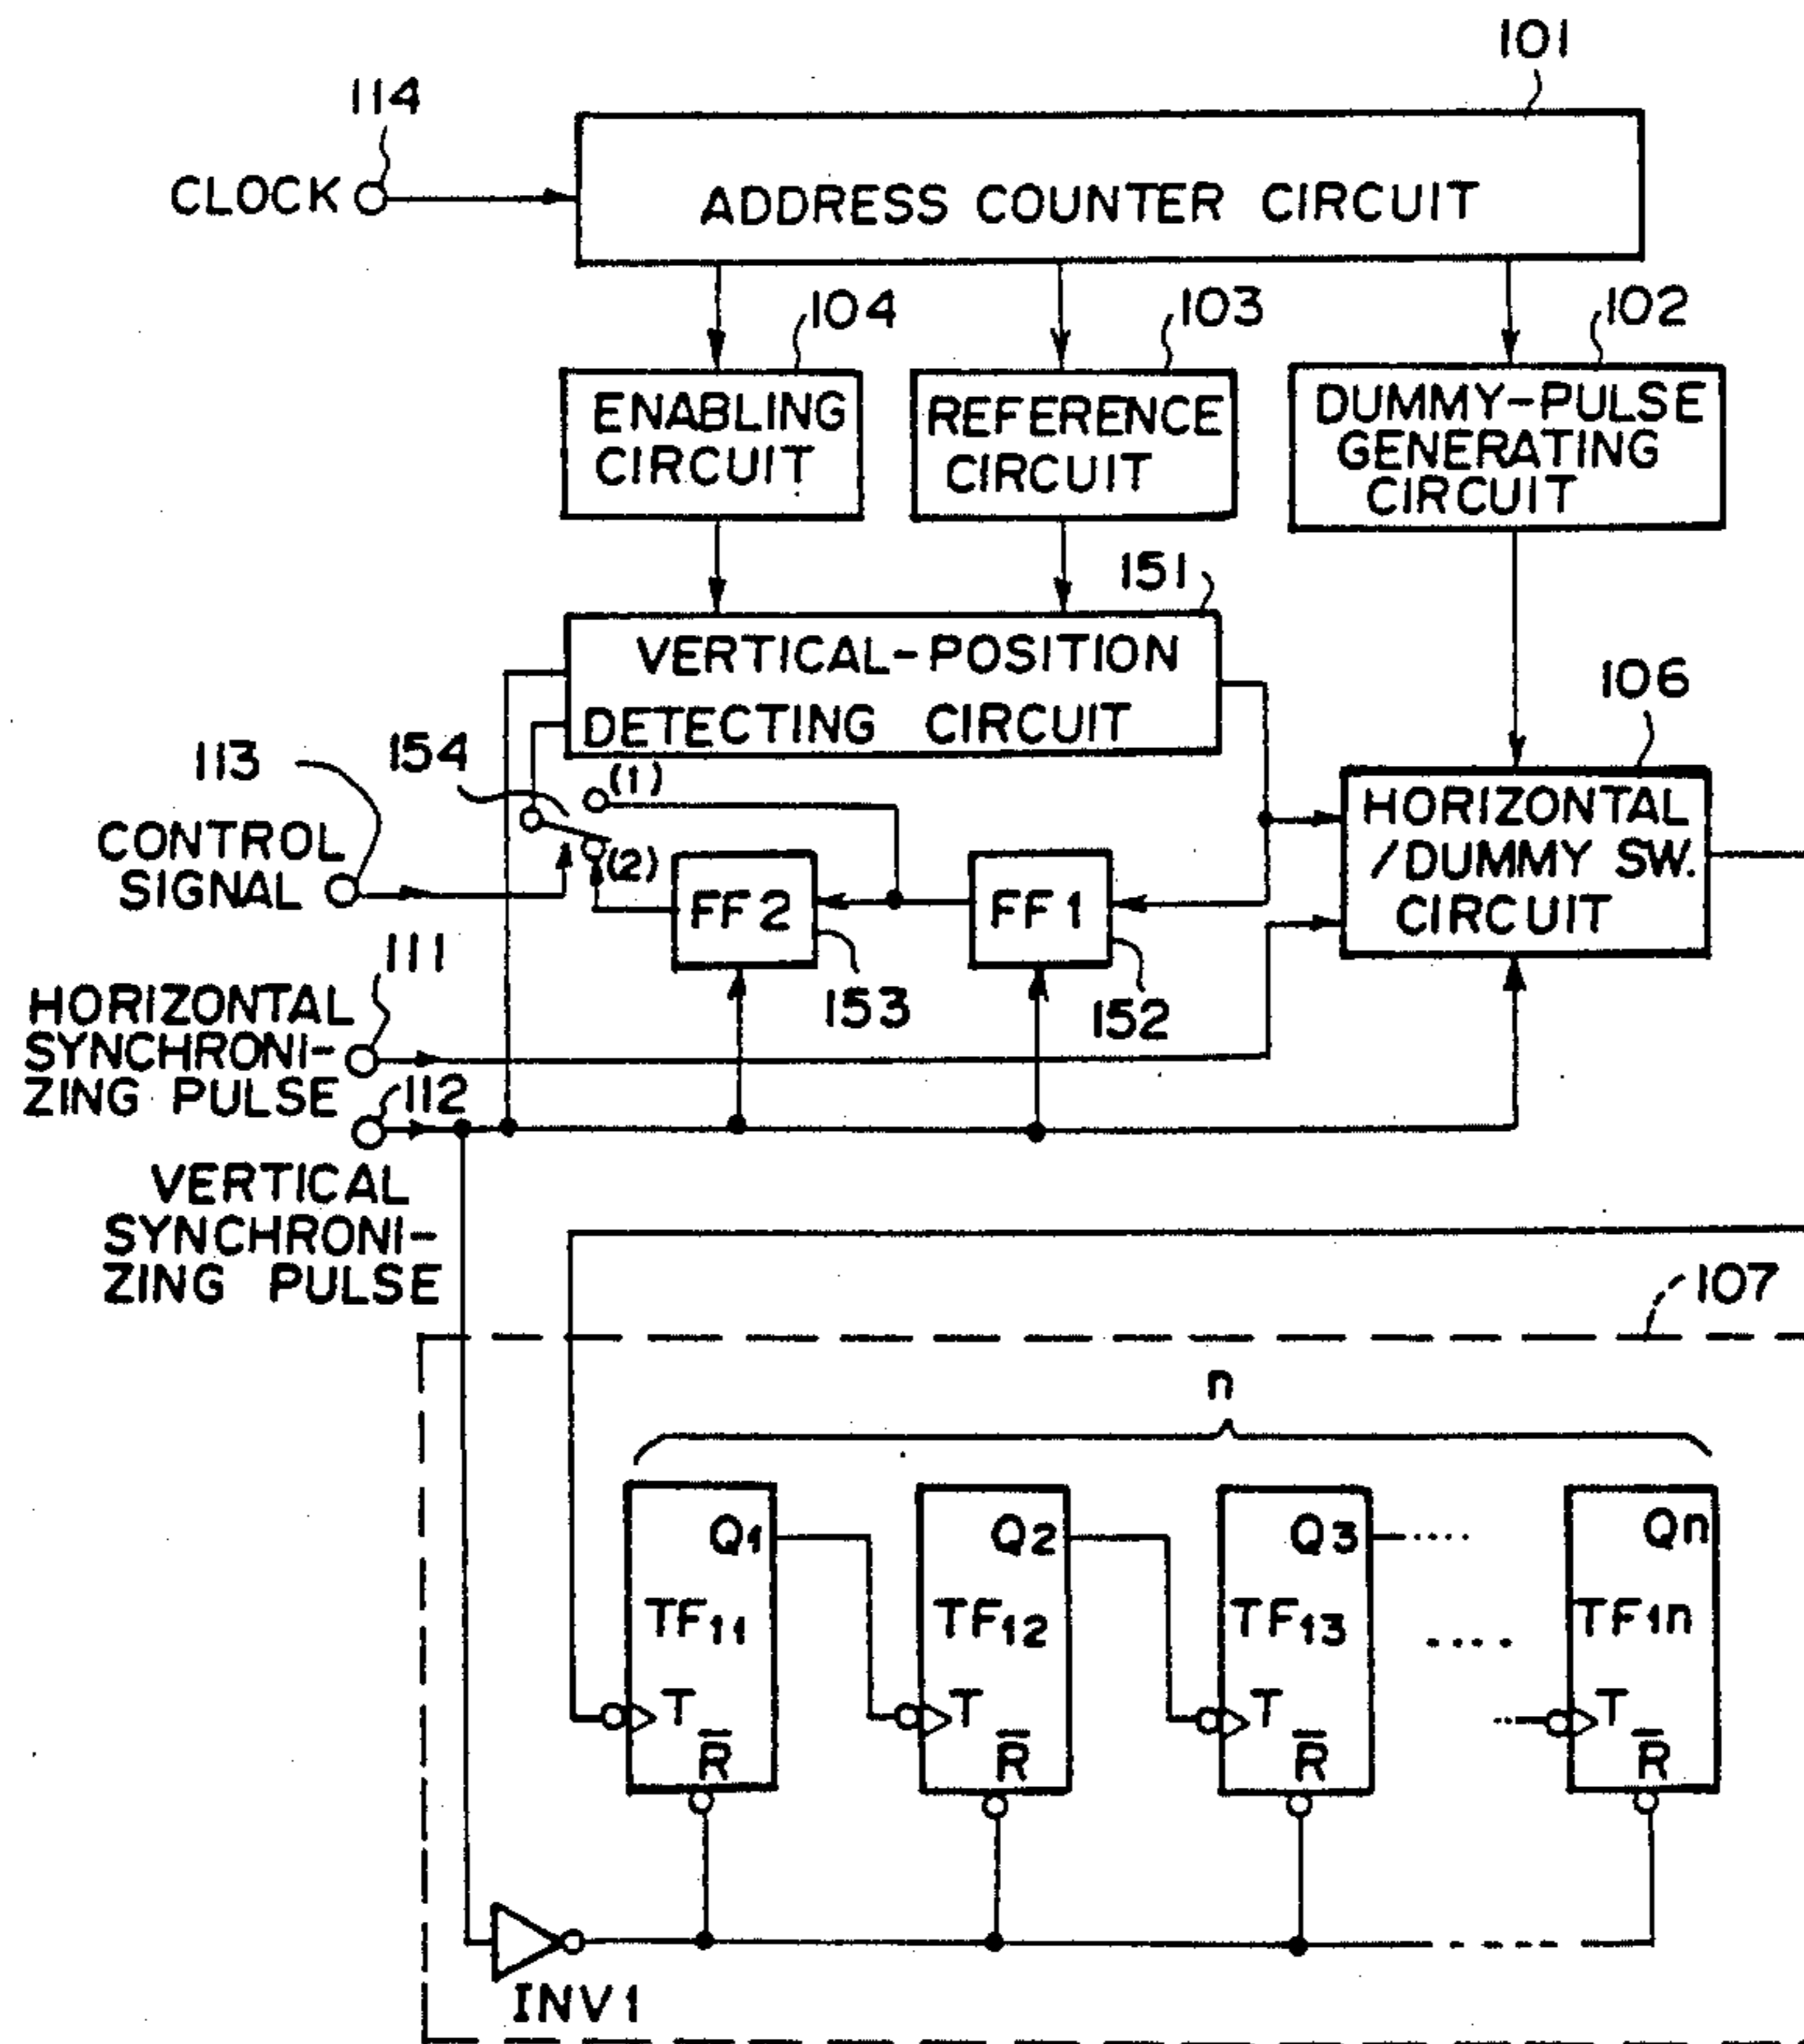 101
114
CLOCK
ADDRESS COUNTER CIRCUIT
104
103
102
ENABLING
CIRCUIT
REFERENCE
CIRCUIT
DUMMY-PULSE
GENERATING
CIRCUIT
151
VERTICAL-POSITION
DETECTING CIRCUIT
106
113
154
(1)
(2)
CONTROL
SIGNAL
FF2
FF1
HORIZONTAL
/DUMMY SW.
CIRCUIT
111
153
152
HORIZONTAL
SYNCHRONI-
ZING PULSE
112
VERTICAL
SYNCHRONI-
ZING PULSE
107
n
Q1
Q2
Q3
Qn
TF11
TF12
TF13
....
TF1n
T
T
T
T
R̅
R̅
R̅
R̅
INV1